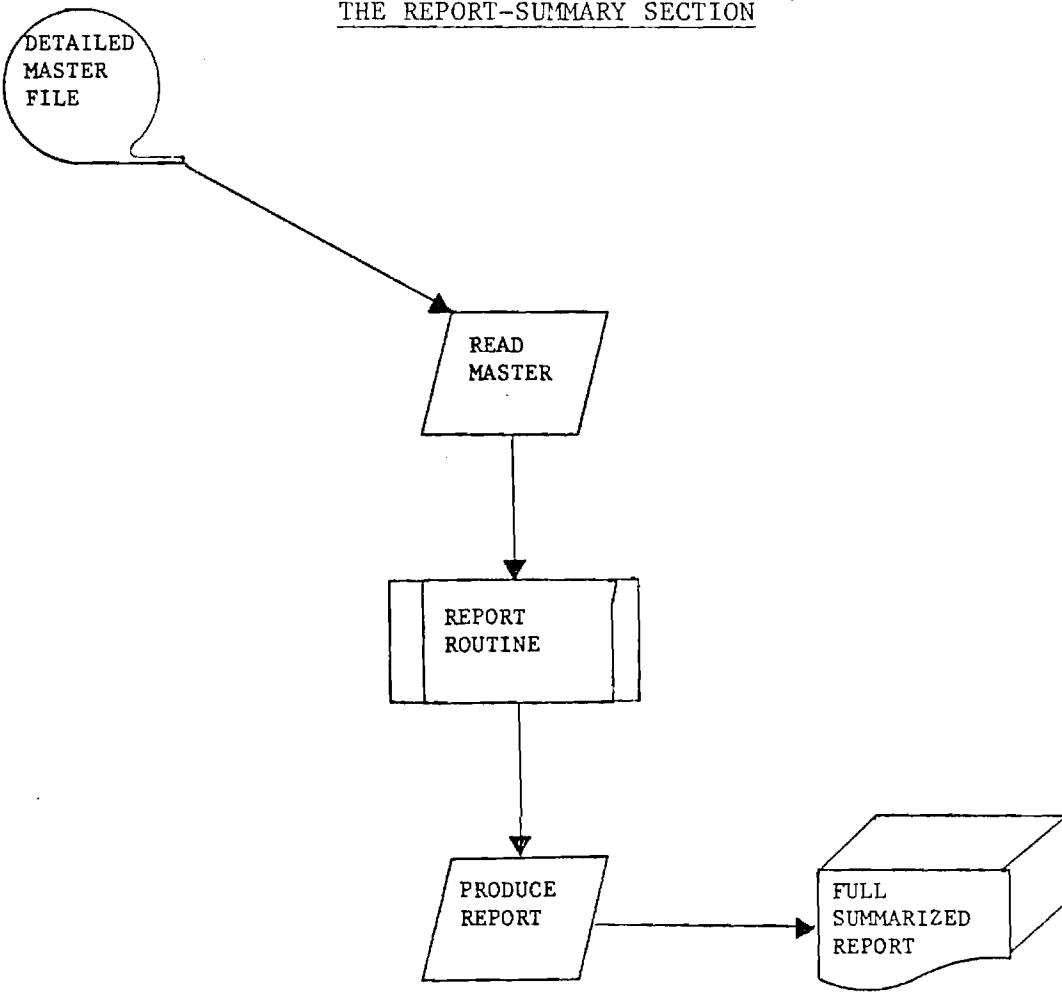 THE REPORT-SUMMARY SECTION
DETAILED
MASTER
FILE
READ
MASTER
REPORT
ROUTINE
PRODUCE
REPORT
FULL
SUMMARIZED
REPORT